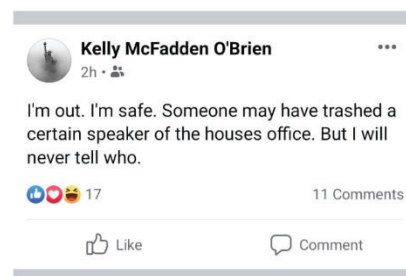 Kelly McFadden O'Brien
2h
I'm out. I'm safe. Someone may have trashed a
certain speaker of the houses office. But I will
never tell who.
17
11 Comments
Like
Comment